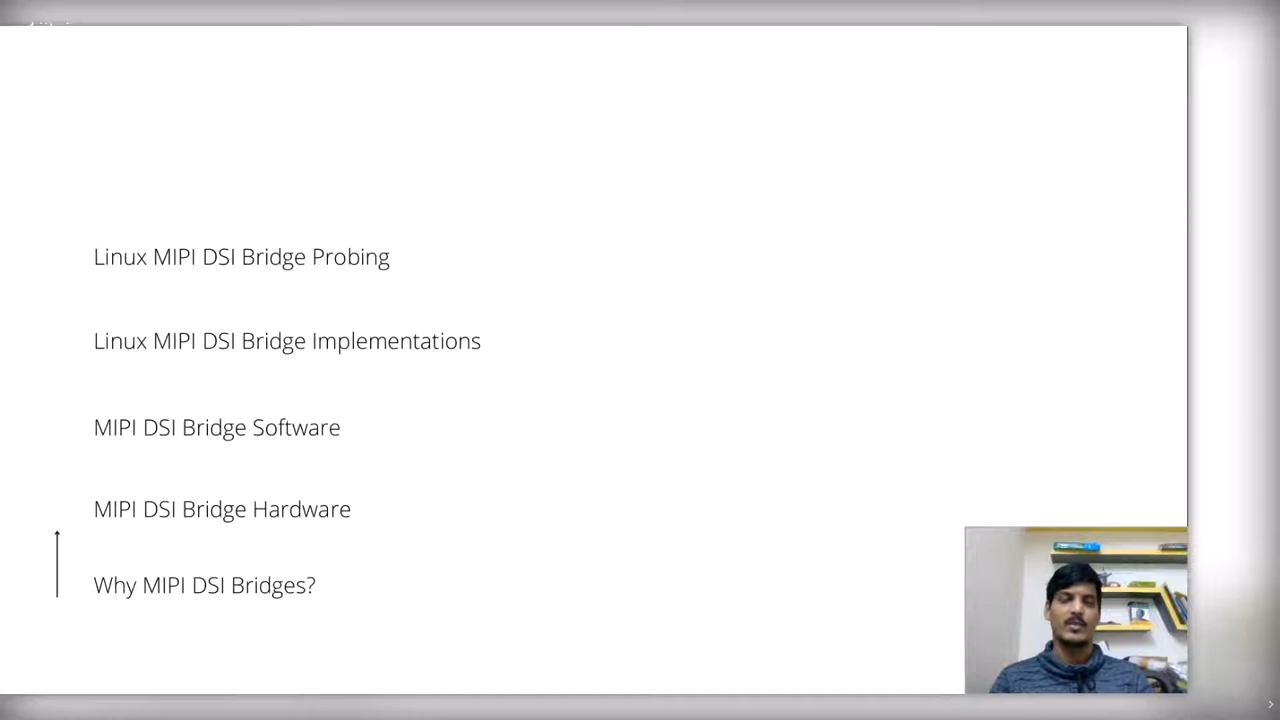 Linux MIPI DSI Bridge Probing
Linux MIPI DSI Bridge Implementations
MIPI DSI Bridge Software
MIPI DSI Bridge Hardware
Why MIPI DSI Bridges?